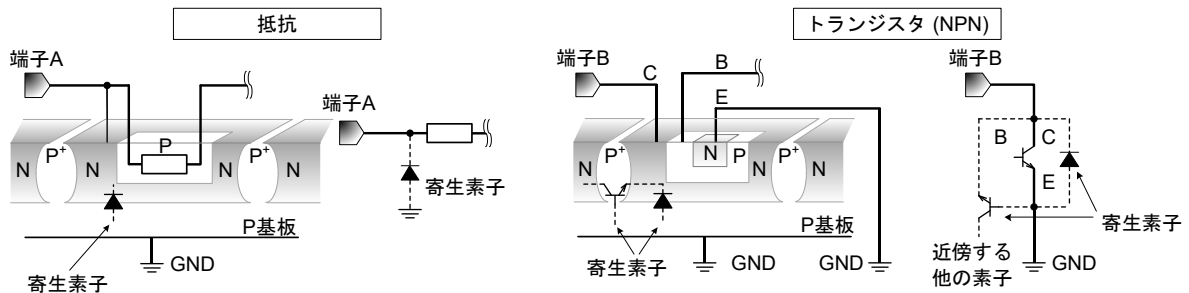 抵抗
端子A
N
P+
N
P
N
P+
N
P基板
GND
寄生素子
端子A
寄生素子
トランジスタ (NPN)
端子B
C
B
E
N
P+
N
N
P
P+
N
P基板
GND
GND
寄生素子
端子B
B
C
E
寄生素子
近傍する
他の素子
GND